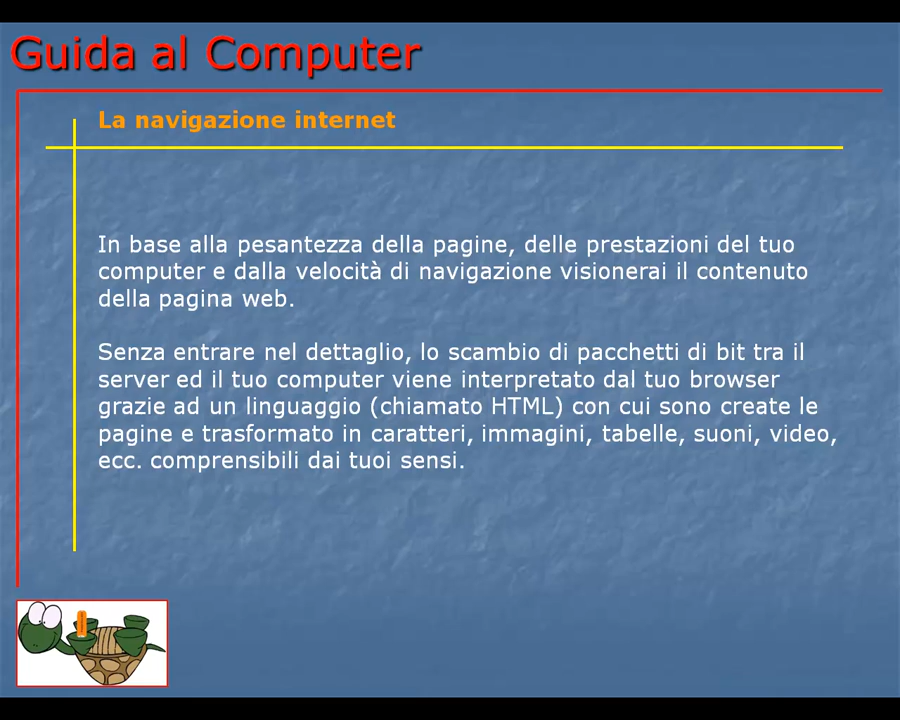 Guida al Computer
La navigazione internet
In base alla pesantezza della pagine, delle prestazioni del tuo
computer e dalla velocità di navigazione visionerai il contenuto
della pagina web.
Senza entrare nel dettaglio, lo scambio di pacchetti di bit tra il
server ed il tuo computer viene interpretato dal tuo browser
grazie ad un linguaggio (chiamato HTML) con cui sono create le
pagine e trasformato in caratteri, immagini, tabelle, suoni, video,
ecc. comprensibili dai tuoi sensi.